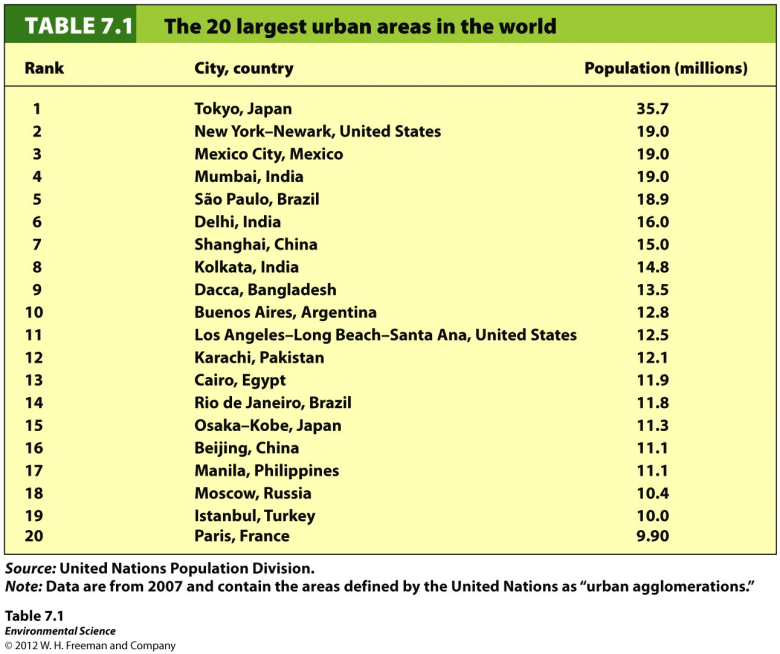 TABLE 7.1 The 20 largest urban areas in the world
Rank City, country Population (millions)
1 Tokyo, Japan 35.7
2 New York–Newark, United States 19.0
3 Mexico City, Mexico 19.0
4 Mumbai, India 19.0
5 São Paulo, Brazil 18.9
6 Delhi, India 16.0
7 Shanghai, China 15.0
8 Kolkata, India 14.8
9 Dacca, Bangladesh 13.5
10 Buenos Aires, Argentina 12.8
11 Los Angeles–Long Beach–Santa Ana, United States 12.5
12 Karachi, Pakistan 12.1
13 Cairo, Egypt 11.9
14 Rio de Janeiro, Brazil 11.8
15 Osaka–Kobe, Japan 11.3
16 Beijing, China 11.1
17 Manila, Philippines 11.1
18 Moscow, Russia 10.4
19 Istanbul, Turkey 10.0
20 Paris, France 9.90
Source: United Nations Population Division.
Note: Data are from 2007 and contain the areas defined by the United Nations as “urban agglomerations.”
Table 7.1
Environmental Science
© 2012 W. H. Freeman and Company